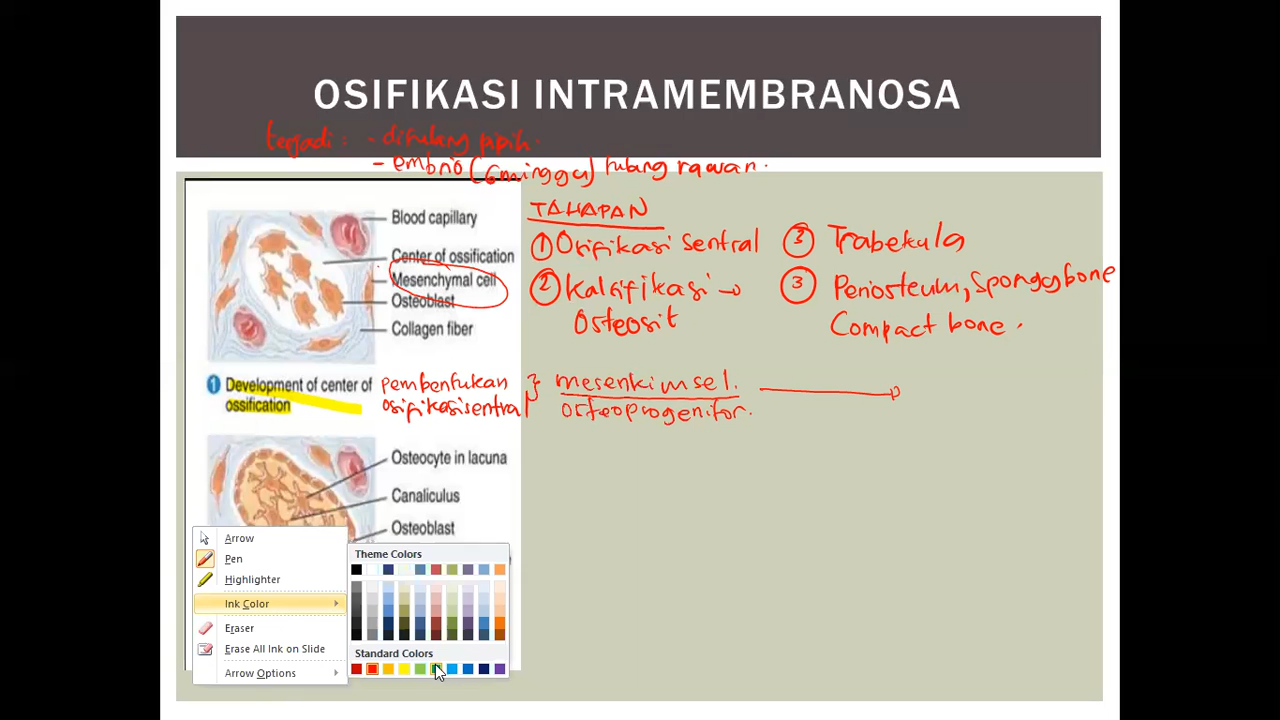 OSIFIKASI INTRAMEMBRANOSA
terjadi : - ditulang pipih.
- embrio (6 minggu) tulang rawan.
TAHAPAN
① Osifikasi Sentral
② Kalsifikasi →
Osteosit
③ Trabekula
③ Periosteum, Spongy bone
Compact bone.
Blood capillary
Center of ossification
Mesenchymal cell
Osteoblast
Collagen fiber
1 Development of center of
ossification
pembentukan
osifikasi sentral
mesenkim sel.
osteoprogenitor.
Osteocyte in lacuna
Canaliculus
Osteoblast
Arrow
Pen
Highlighter
Ink Color
Eraser
Erase All Ink on Slide
Arrow Options
Theme Colors
Standard Colors